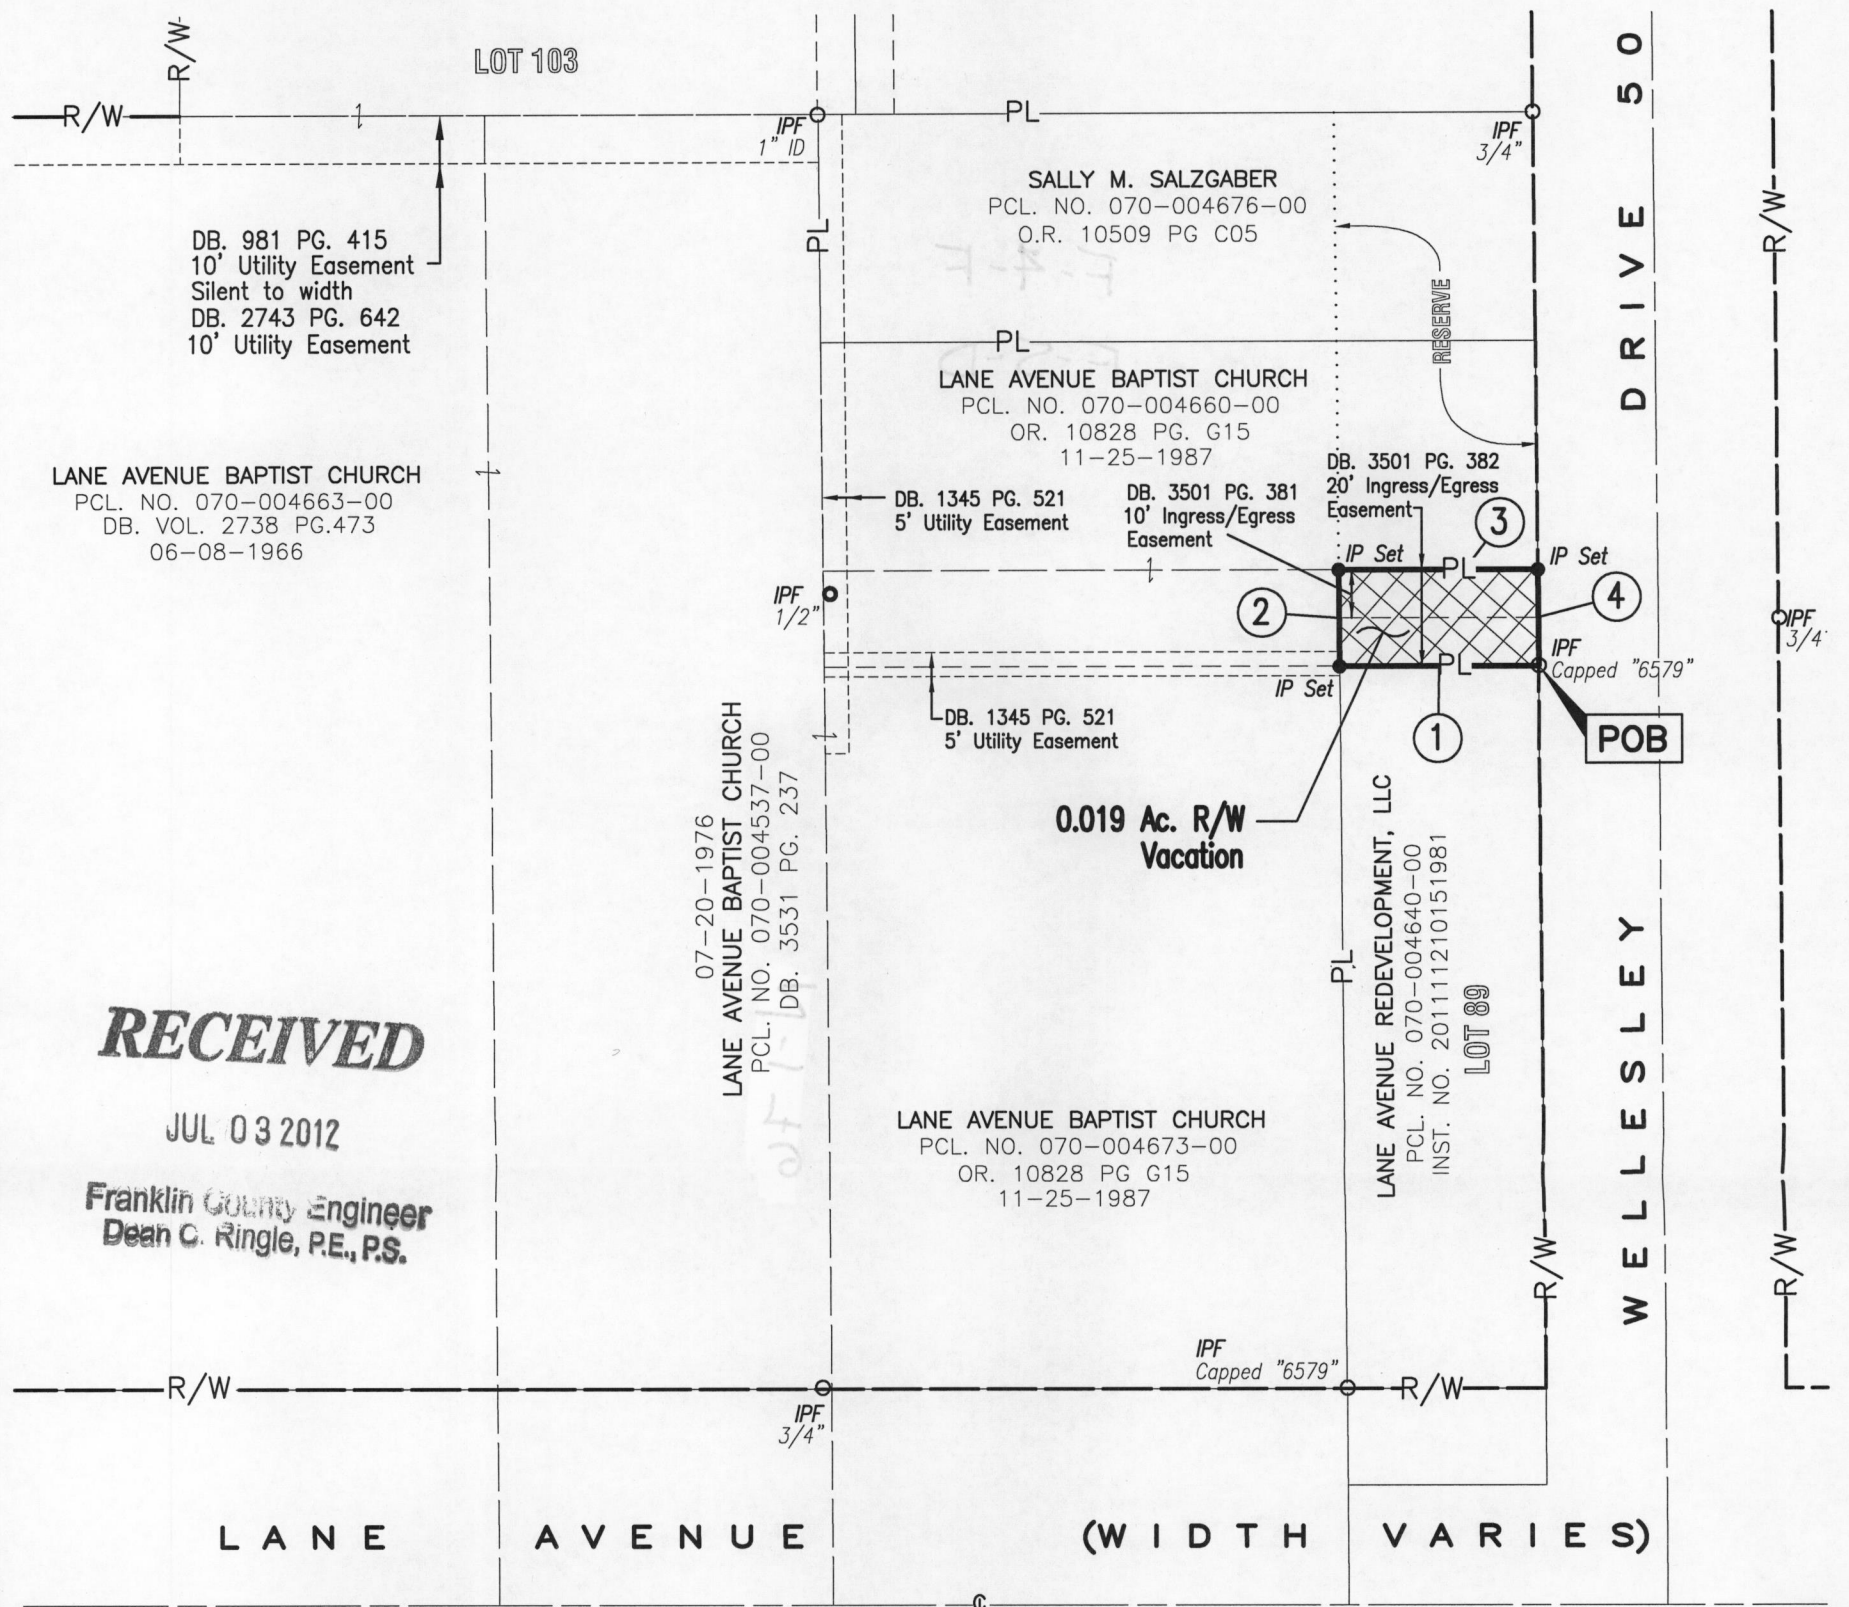 R/W
LOT 103
R/W
IPF
1" ID
PL
IPF
3/4"
DRIVE 50
R/W
SALLY M. SALZGABER
PCL. NO. 070-004676-00
O.R. 10509 PG C05
PL
DB. 981 PG. 415
10' Utility Easement
Silent to width
DB. 2743 PG. 642
10' Utility Easement
RESERVE
PL
LANE AVENUE BAPTIST CHURCH
PCL. NO. 070-004660-00
OR. 10828 PG. G15
11-25-1987
LANE AVENUE BAPTIST CHURCH
PCL. NO. 070-004663-00
DB. VOL. 2738 PG.473
06-08-1966
DB. 1345 PG. 521
5' Utility Easement
DB. 3501 PG. 381
10' Ingress/Egress
Easement
DB. 3501 PG. 382
20' Ingress/Egress
Easement
3
IP Set
PL
IP Set
IPF
1/2"
2
4
IPF
3/4
IPF
Capped "6579"
PL
IP Set
DB. 1345 PG. 521
5' Utility Easement
1
POB
07-20-1976
LANE AVENUE BAPTIST CHURCH
PCL. NO. 070-004537-00
DB. 3531 PG. 237
0.019 Ac. R/W
Vacation
PL
LANE AVENUE REDEVELOPMENT, LLC
PCL. NO. 070-004640-00
INST. NO. 201111210151981
LOT 89
WELLESLEY
RECEIVED
JUL 03 2012
Franklin County Engineer
Dean C. Ringle, P.E., P.S.
LANE AVENUE BAPTIST CHURCH
PCL. NO. 070-004673-00
OR. 10828 PG G15
11-25-1987
R/W
R/W
R/W
IPF
3/4"
IPF
Capped "6579"
R/W
LANE AVENUE (WIDTH VARIES)